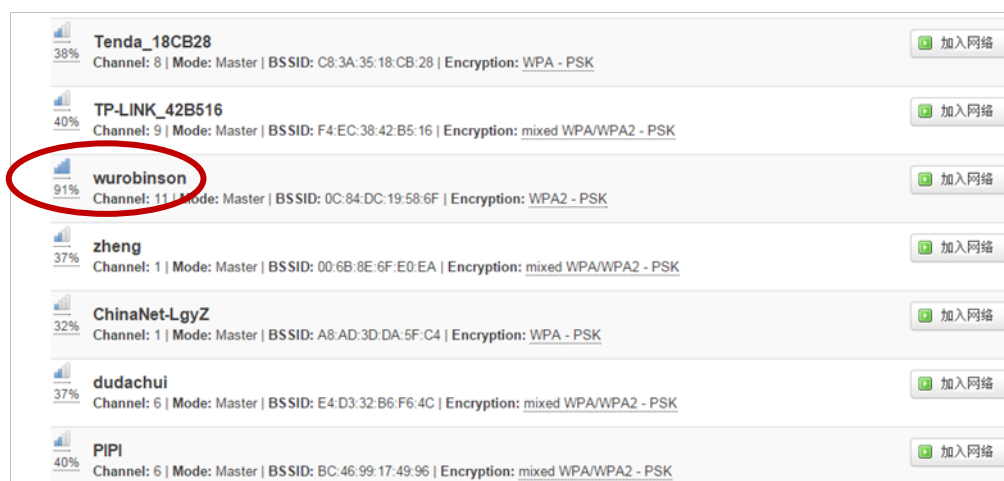 38%
Tenda_18CB28
Channel: 8 | Mode: Master | BSSID: C8:3A:35:18:CB:28 | Encryption: WPA - PSK
加入网络
40%
TP-LINK_42B516
Channel: 9 | Mode: Master | BSSID: F4:EC:38:42:B5:16 | Encryption: mixed WPA/WPA2 - PSK
加入网络
91%
wurobinson
Channel: 11 | Mode: Master | BSSID: 0C:84:DC:19:58:6F | Encryption: WPA2 - PSK
加入网络
37%
zheng
Channel: 1 | Mode: Master | BSSID: 00:6B:8E:6F:E0:EA | Encryption: mixed WPA/WPA2 - PSK
加入网络
32%
ChinaNet-LgyZ
Channel: 1 | Mode: Master | BSSID: A8:AD:3D:DA:5F:C4 | Encryption: WPA - PSK
加入网络
37%
dudachui
Channel: 6 | Mode: Master | BSSID: E4:D3:32:B6:F6:4C | Encryption: mixed WPA/WPA2 - PSK
加入网络
40%
PIPI
Channel: 6 | Mode: Master | BSSID: BC:46:99:17:49:96 | Encryption: mixed WPA/WPA2 - PSK
加入网络